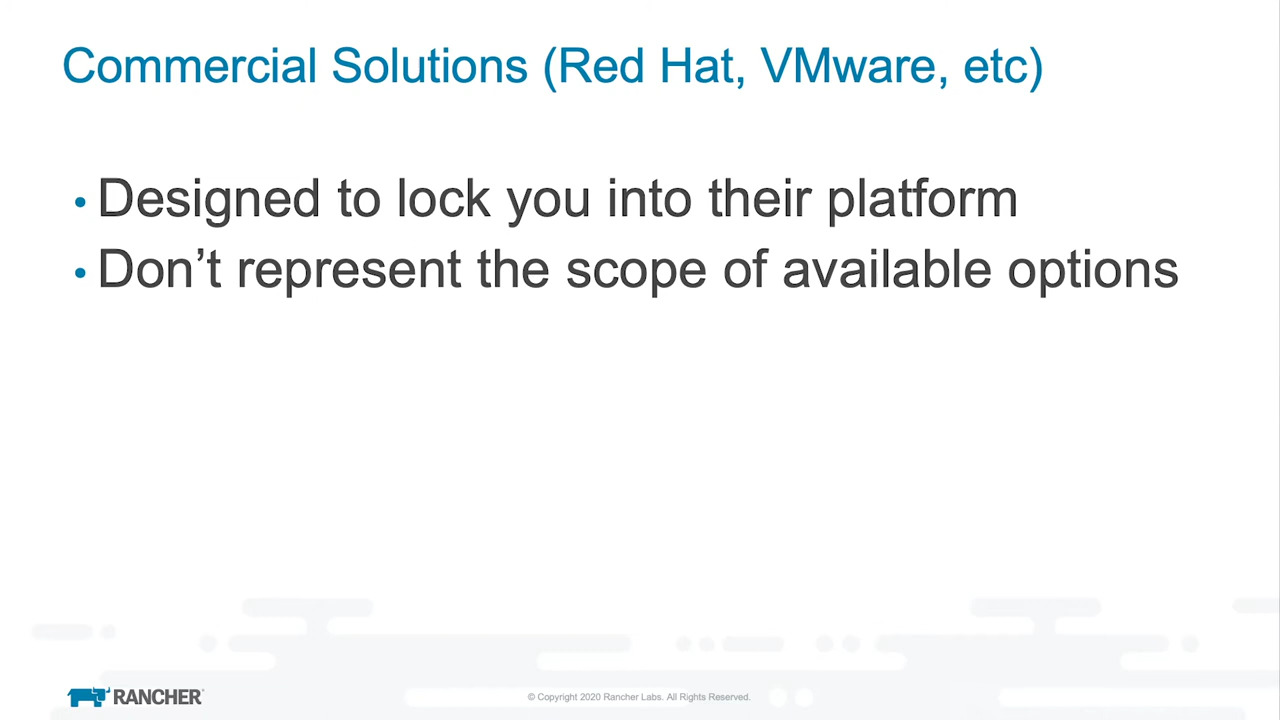 Commercial Solutions (Red Hat, VMware, etc)
• Designed to lock you into their platform
• Don’t represent the scope of available options
RANCHER®
© Copyright 2020 Rancher Labs. All Rights Reserved.